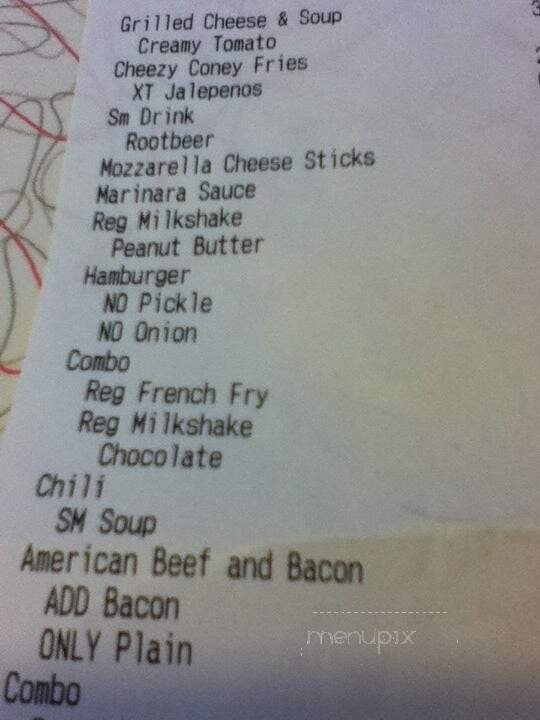 Grilled Cheese & Soup
Creamy Tomato
Cheezy Coney Fries
XT Jalepenos
Sm Drink
Rootbeer
Mozzarella Cheese Sticks
Marinara Sauce
Reg Milkshake
Peanut Butter
Hamburger
NO Pickle
NO Onion
Combo
Reg French Fry
Reg Milkshake
Chocolate
Chili
SM Soup
American Beef and Bacon
ADD Bacon
ONLY Plain
menupix
Combo